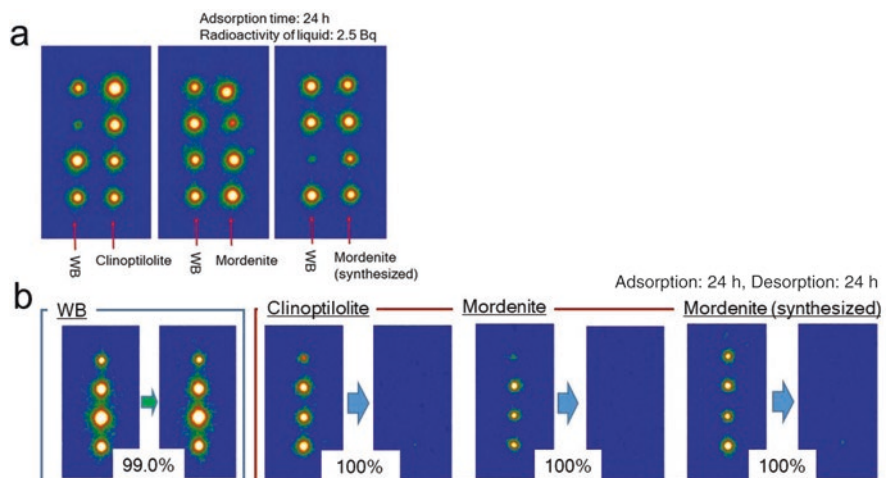 a
Adsorption time: 24 h
Radioactivity of liquid: 2.5 Bq
WB
Clinoptilolite
WB
Mordenite
WB
Mordenite
(synthesized)
b
Adsorption: 24 h, Desorption: 24 h
WB
Clinoptilolite
Mordenite
Mordenite (synthesized)
99.0%
100%
100%
100%